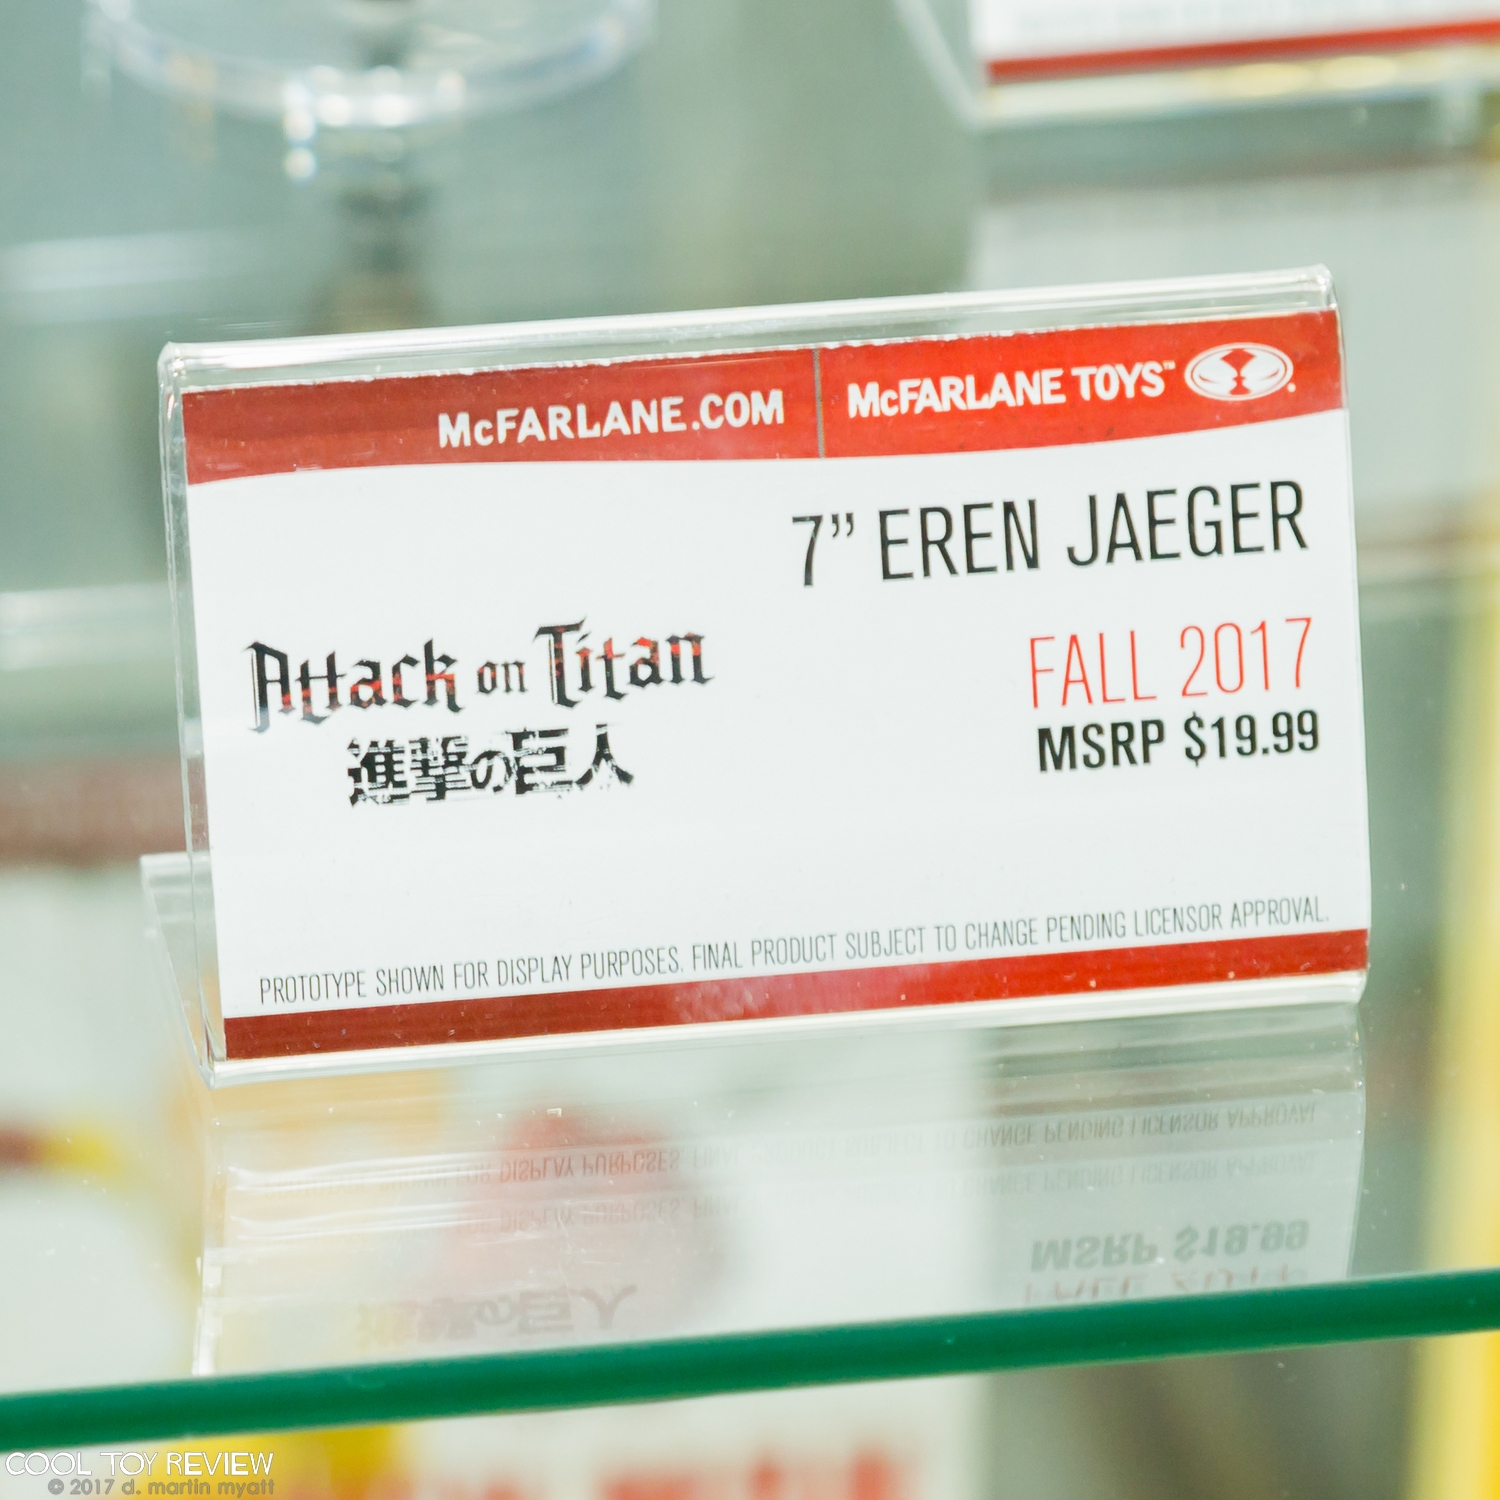 McFARLANE.COM
McFARLANE TOYS™
7” EREN JAEGER
Attack on Titan
進撃の巨人
FALL 2017
MSRP $19.99
PROTOTYPE SHOWN FOR DISPLAY PURPOSES. FINAL PRODUCT SUBJECT TO CHANGE PENDING LICENSOR APPROVAL.
COOL TOY REVIEW
© 2017 d. martin myatt